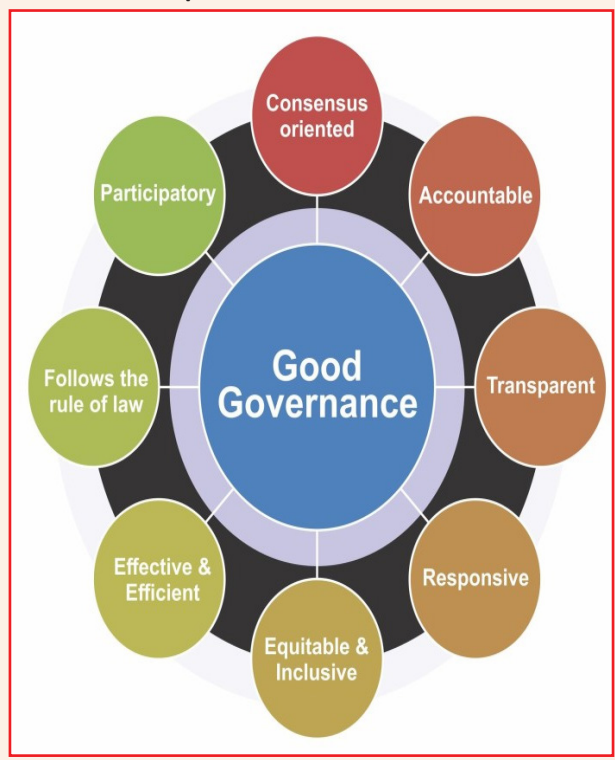 Consensus
oriented
Accountable
Transparent
Responsive
Equitable &
Inclusive
Effective &
Efficient
Follows the
rule of law
Participatory
Good
Governance